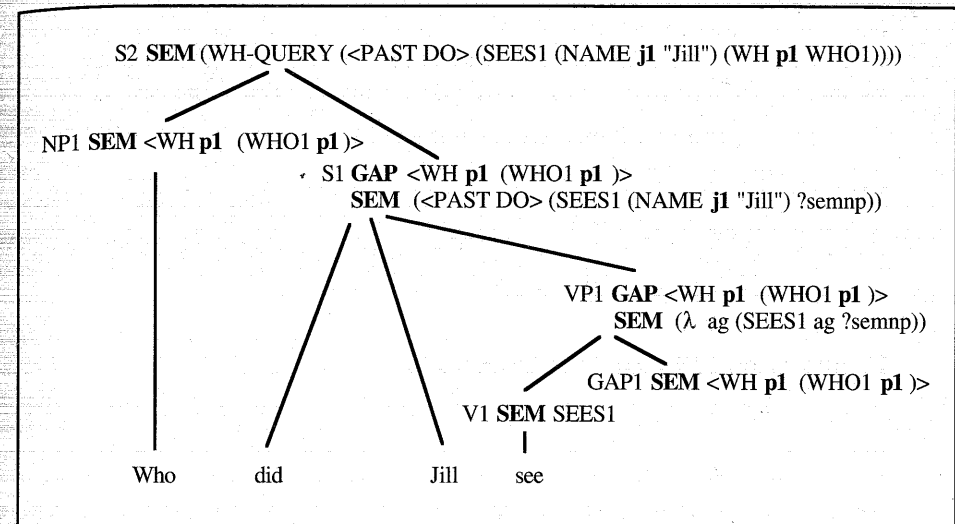 S2 SEM (WH-QUERY (<PAST DO> (SEES1 (NAME j1 "Jill") (WH p1 WHO1))))
NP1 SEM <WH p1 (WHO1 p1)>
S1 GAP <WH p1 (WHO1 p1 )>
SEM (<PAST DO> (SEES1 (NAME j1 "Jill") ?semnp))
VP1 GAP <WH p1 (WHO1 p1 )>
SEM (λ ag (SEES1 ag ?semnp))
GAP1 SEM <WH p1 (WHO1 p1 )>
V1 SEM SEES1
Who did Jill see